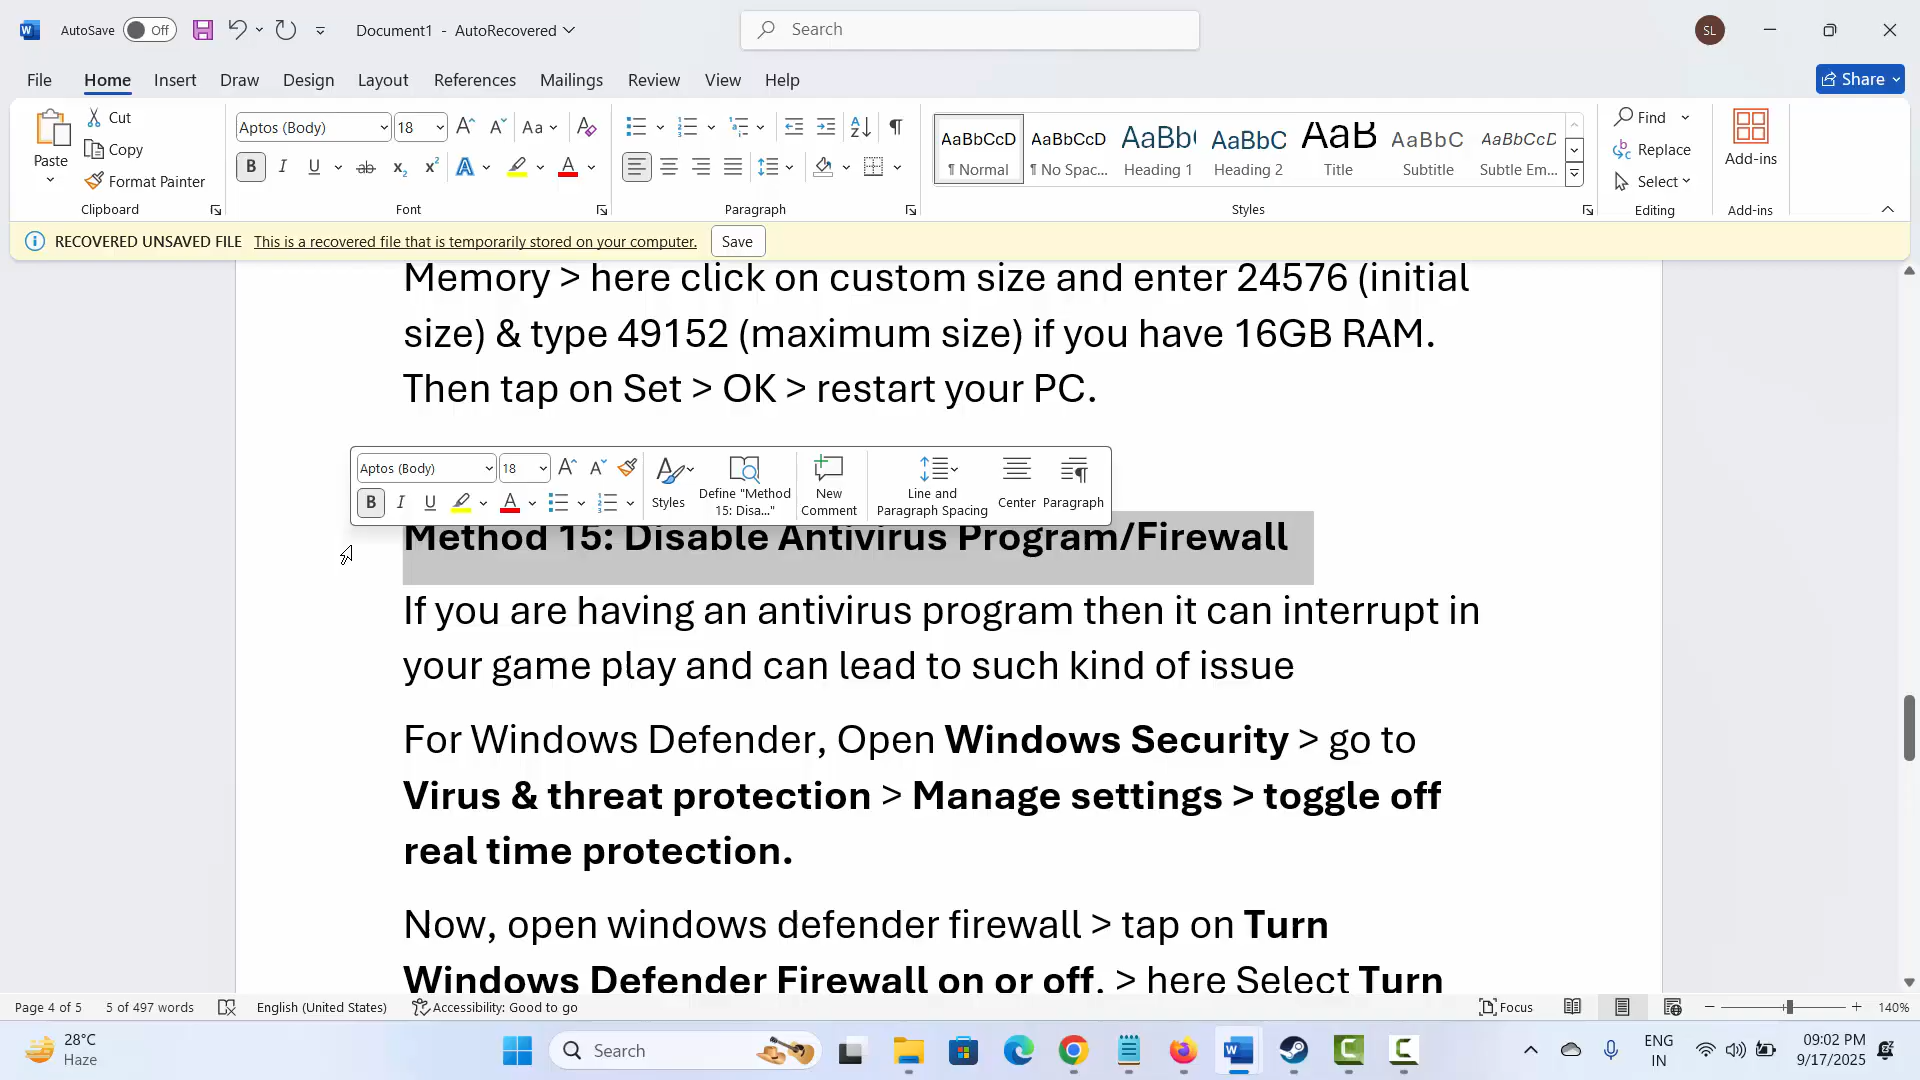 AutoSave Off Document1 - AutoRecovered Search SL
File Home Insert Draw Design Layout References Mailings Review View Help Share
Paste Cut Copy Format Painter Clipboard
Aptos (Body) 18 Aa
B I U ab x₂ x² A A
Font
Paragraph
AaBbCcD AaBbCcD AaBb( AaBbC AaB AaBbC AaBbCcD
¶ Normal ¶ No Spac... Heading 1 Heading 2 Title Subtitle Subtle Em...
Styles
Find Replace Select Editing
Add-ins Add-ins
RECOVERED UNSAVED FILE This is a recovered file that is temporarily stored on your computer. Save
Memory > here click on custom size and enter 24576 (initial
size) & type 49152 (maximum size) if you have 16GB RAM.
Then tap on Set > OK > restart your PC.
Aptos (Body) 18 Styles Define "Method 15: Disa..." New Comment Line and Paragraph Spacing Center Paragraph
B I U A
Method 15: Disable Antivirus Program/Firewall
If you are having an antivirus program then it can interrupt in
your game play and can lead to such kind of issue
For Windows Defender, Open Windows Security > go to
Virus & threat protection > Manage settings > toggle off
real time protection.
Now, open windows defender firewall > tap on Turn
Windows Defender Firewall on or off. > here Select Turn
Page 4 of 5 5 of 497 words English (United States) Accessibility: Good to go Focus 140%
28°C
Haze
Search
ENG
IN
09:02 PM
9/17/2025